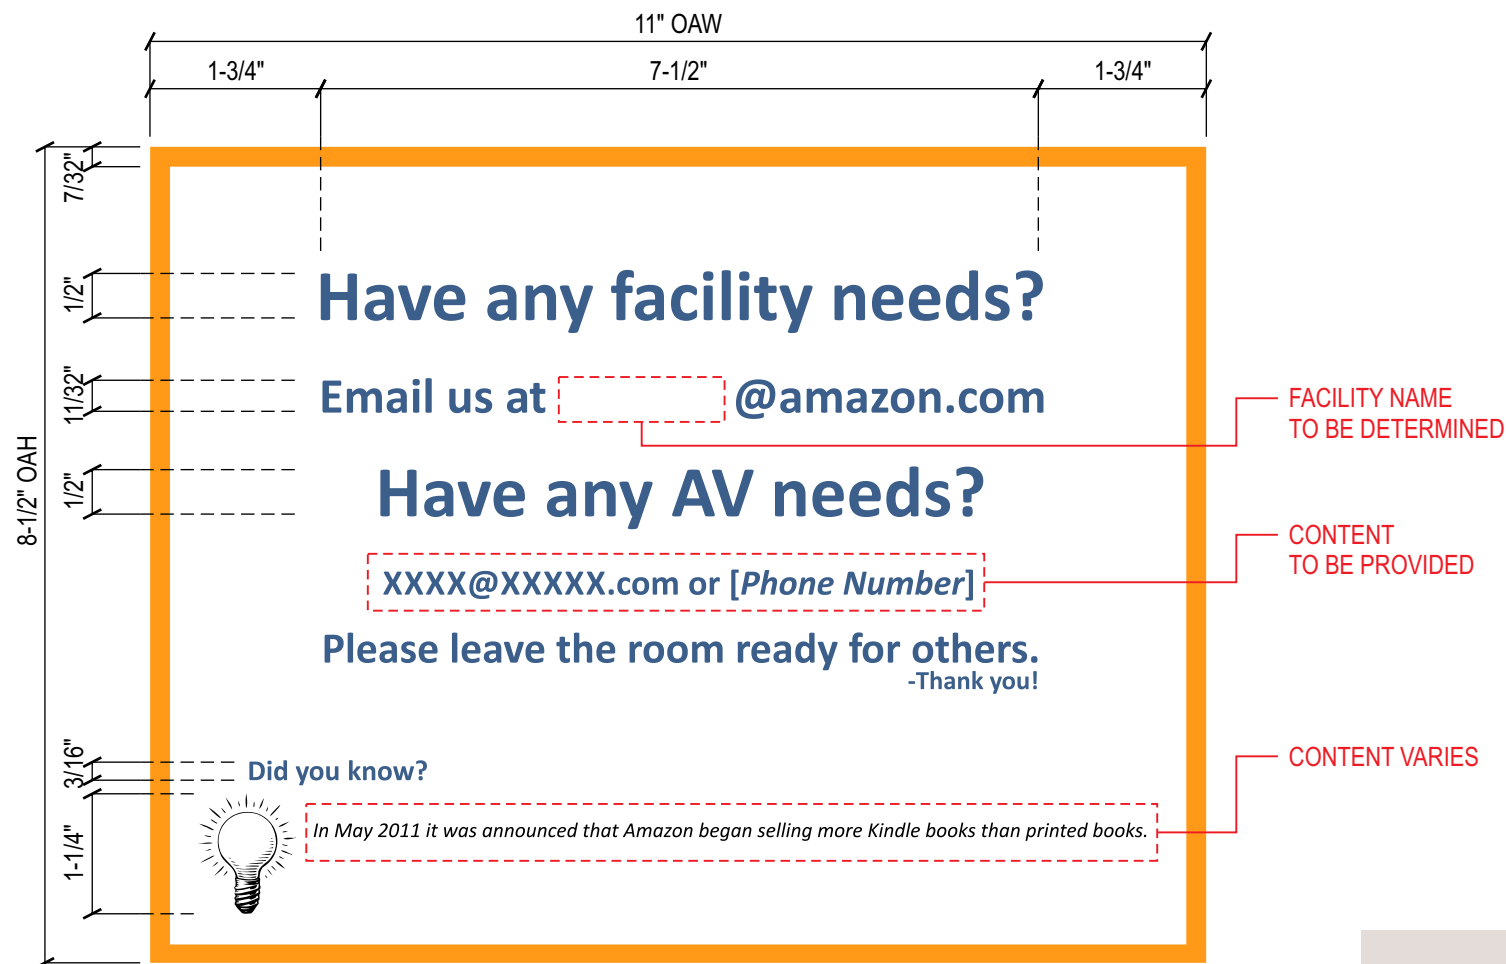 11" OAW
1-3/4"
7-1/2"
1-3/4"
7/32"
1/2"
Have any facility needs?
11/32"
Email us at @amazon.com
FACILITY NAME
TO BE DETERMINED
8-1/2" OAH
1/2"
Have any AV needs?
CONTENT
TO BE PROVIDED
XXXX@XXXXX.com or [Phone Number]
Please leave the room ready for others.
-Thank you!
3/16"
Did you know?
CONTENT VARIES
1-1/4"
In May 2011 it was announced that Amazon began selling more Kindle books than printed books.